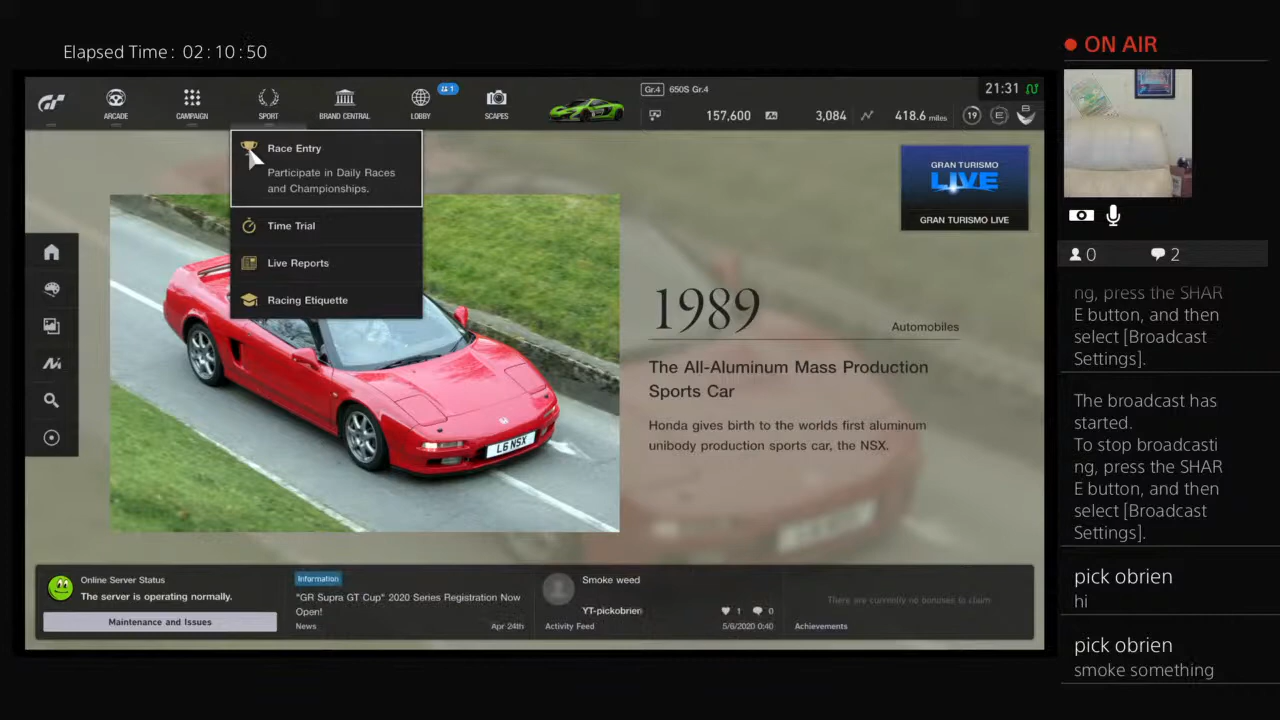 Elapsed Time: 02:10:50
ON AIR
GT
ARCADE
CAMPAIGN
SPORT
BRAND CENTRAL
LOBBY
1
SCAPES
Gr.4 650S Gr.4
157,600
3,084
418.6 miles
21:31
19
E
B
Race Entry
Participate in Daily Races
and Championships.
Time Trial
Live Reports
Racing Etiquette
GRAN TURISMO
LIVE
GRAN TURISMO LIVE
L6 NSX
1989
Automobiles
The All-Aluminum Mass Production
Sports Car
Honda gives birth to the worlds first aluminum
unibody production sports car, the NSX.
Online Server Status
The server is operating normally.
Maintenance and Issues
Information
"GR Supra GT Cup" 2020 Series Registration Now
Open!
News
Apr 24th
Smoke weed
YT-pickobrien
1
0
Activity Feed
5/6/2020 0:40
There are currently no bonuses to claim.
Achievements
0
2
ng, press the SHAR
E button, and then
select [Broadcast
Settings].
The broadcast has
started.
To stop broadcasti
ng, press the SHAR
E button, and then
select [Broadcast
Settings].
pick obrien
hi
pick obrien
smoke something